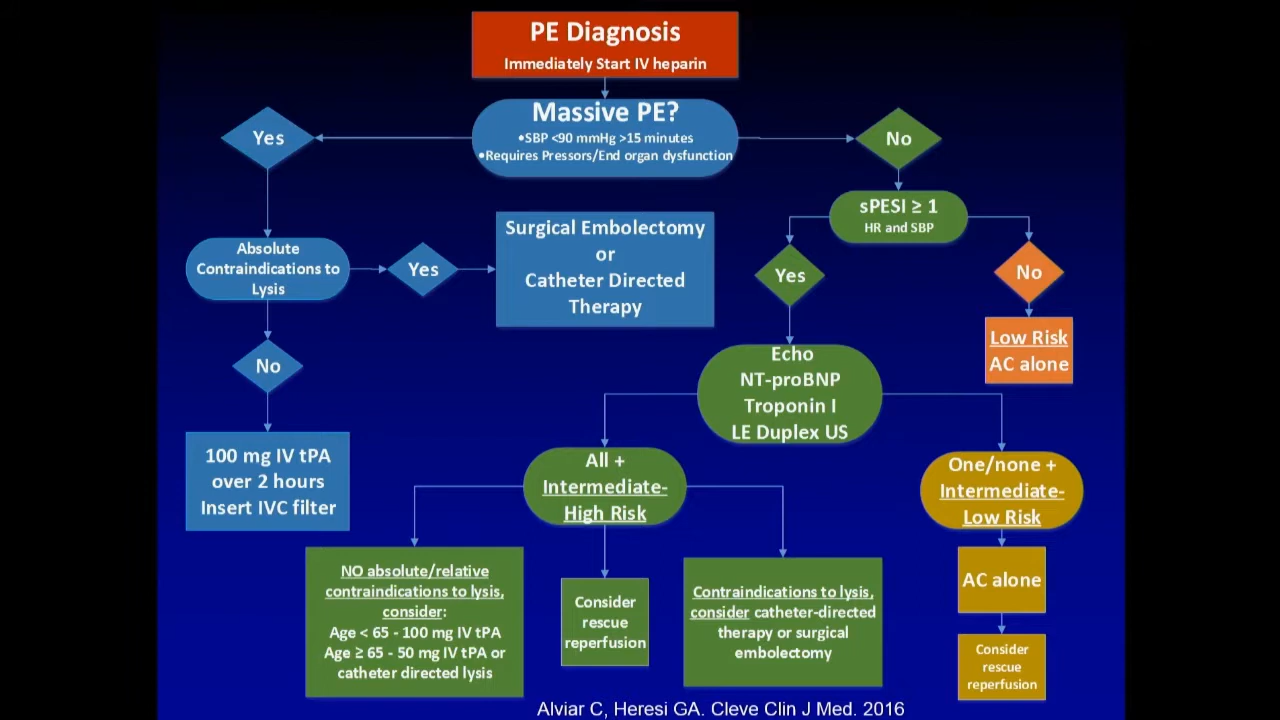 PE Diagnosis
Immediately Start IV heparin
Massive PE?
•SBP <90 mmHg >15 minutes
•Requires Pressors/End organ dysfunction
Yes
No
sPESI ≥ 1
HR and SBP
Absolute
Contraindications to
Lysis
Yes
Surgical Embolectomy
or
Catheter Directed
Therapy
Yes
No
Low Risk
AC alone
No
Echo
NT-proBNP
Troponin I
LE Duplex US
100 mg IV tPA
over 2 hours
Insert IVC filter
All +
Intermediate-
High Risk
One/none +
Intermediate-
Low Risk
NO absolute/relative
contraindications to lysis,
consider:
Age < 65 - 100 mg IV tPA
Age ≥ 65 - 50 mg IV tPA or
catheter directed lysis
Consider
rescue
reperfusion
Contraindications to lysis,
consider catheter-directed
therapy or surgical
embolectomy
AC alone
Consider
rescue
reperfusion
Alviar C, Heresi GA. Cleve Clin J Med. 2016